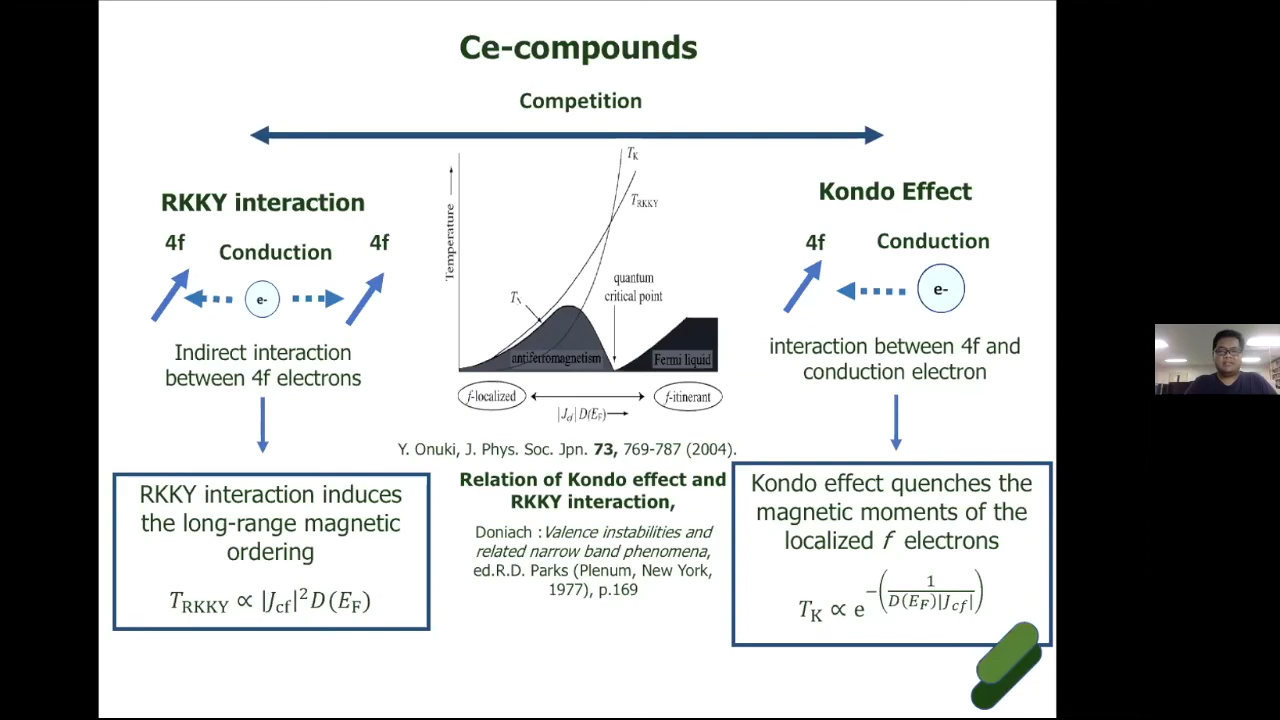 Ce-compounds
Competition
RKKY interaction
4f
Conduction
4f
e-
Indirect interaction
between 4f electrons
RKKY interaction induces
the long-range magnetic
ordering
T_RKKY ∝ |J_cf|²D(E_F)
Temperature
T_K
T_RKKY
T_N
quantum
critical point
antiferromagnetism
Fermi liquid
f-localized
f-itinerant
|J_cf| D(E_F)
Y. Onuki, J. Phys. Soc. Jpn. 73, 769-787 (2004).
Relation of Kondo effect and
RKKY interaction,
Doniach : Valence instabilities and
related narrow band phenomena,
ed.R.D. Parks (Plenum, New York,
1977), p.169
Kondo Effect
4f
Conduction
e-
interaction between 4f and
conduction electron
Kondo effect quenches the
magnetic moments of the
localized f electrons
T_K ∝ e^−(1/(D(E_F)|J_cf|))